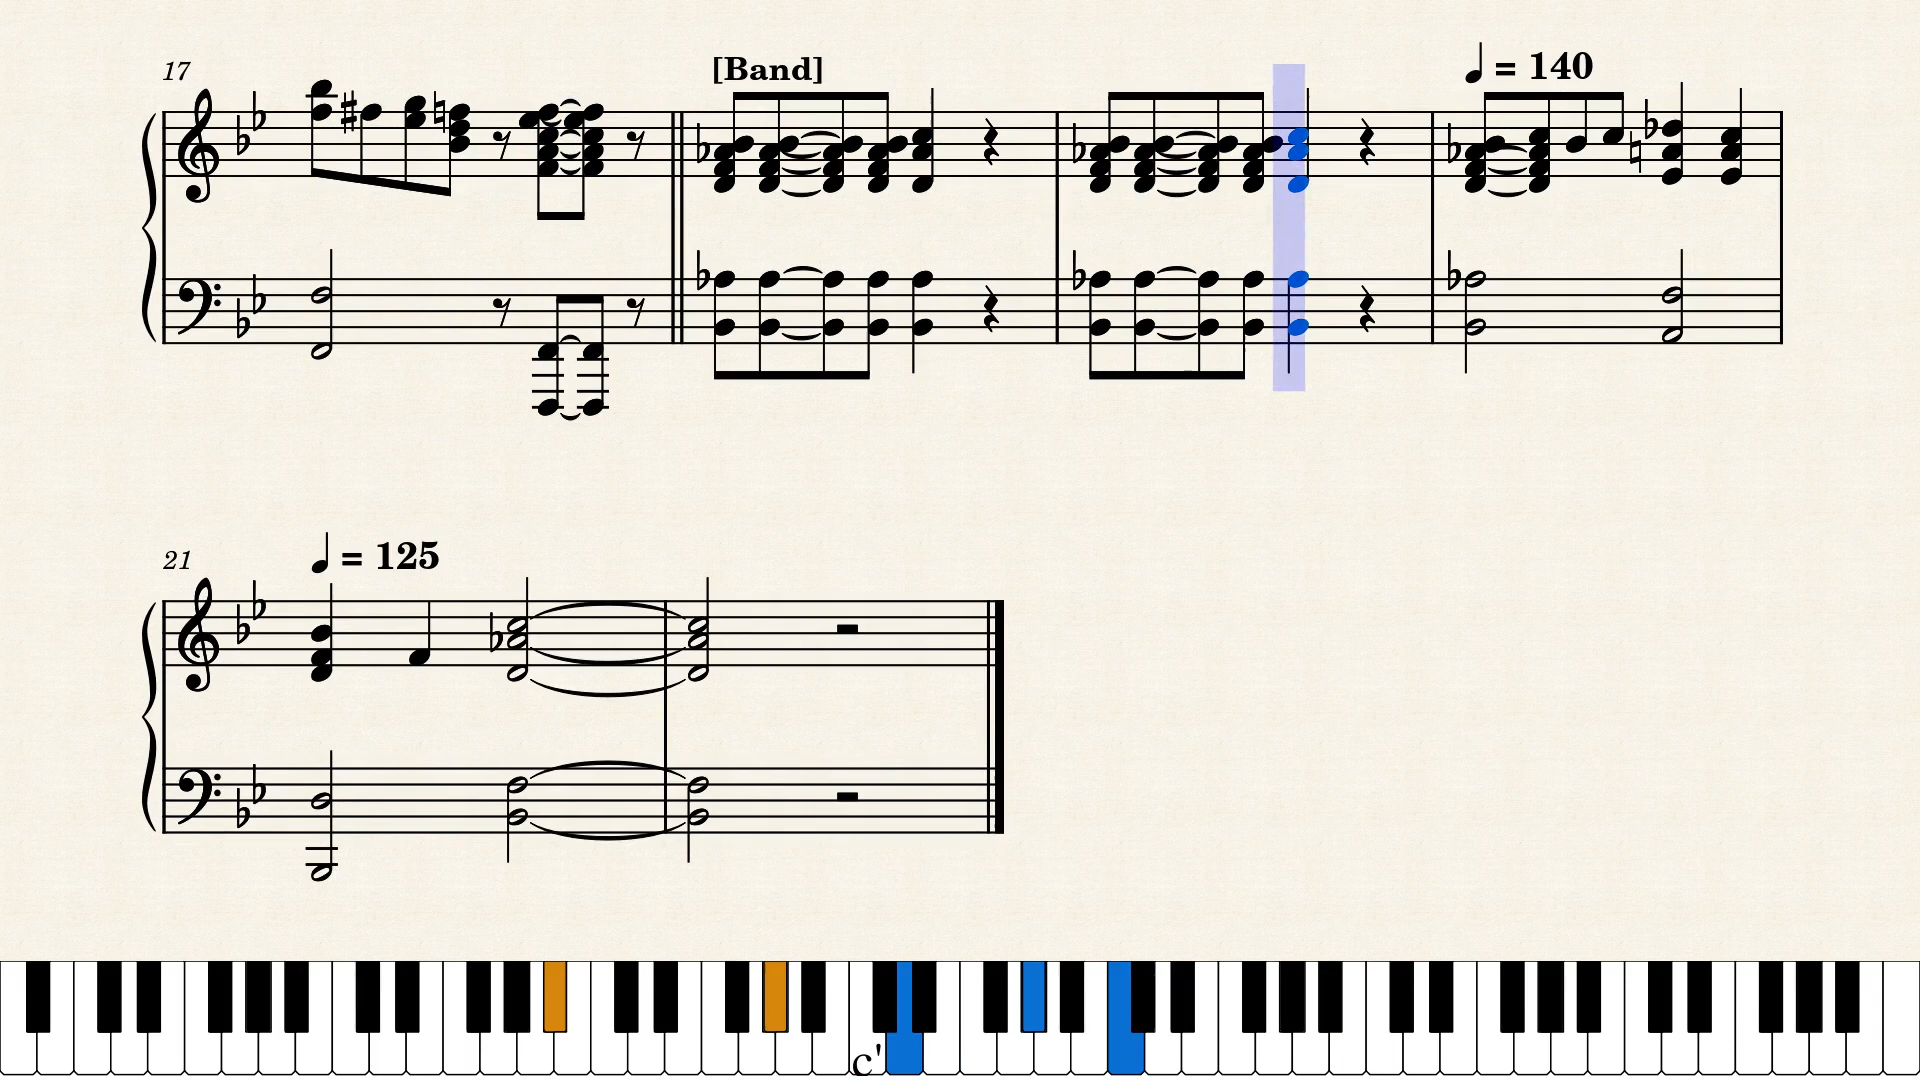 17
[Band]
♩ = 140
21
♩ = 125
c'